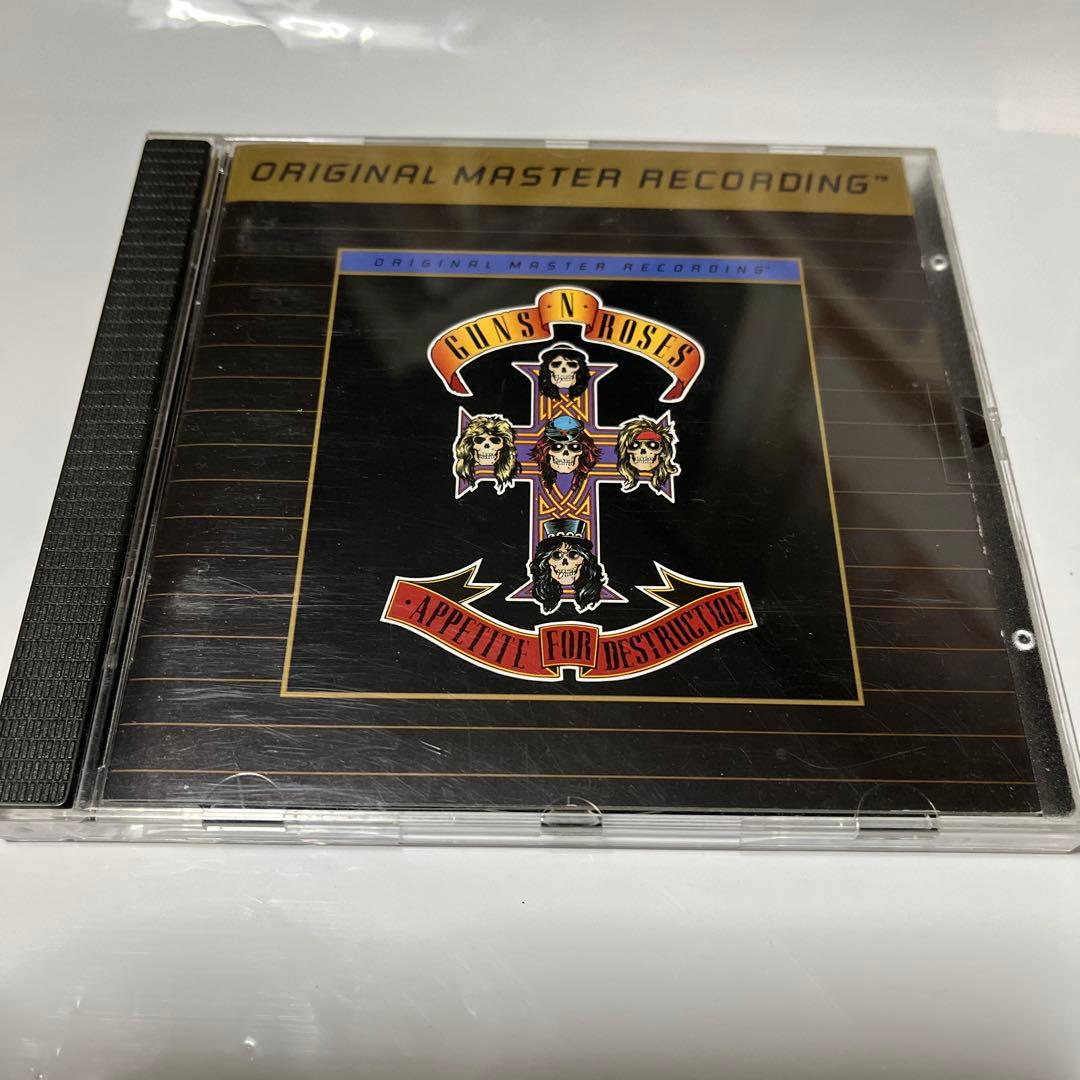 ORIGINAL MASTER RECORDING™
ORIGINAL MASTER RECORDING™
GUNS N ROSES
·APPETITE FOR DESTRUCTION